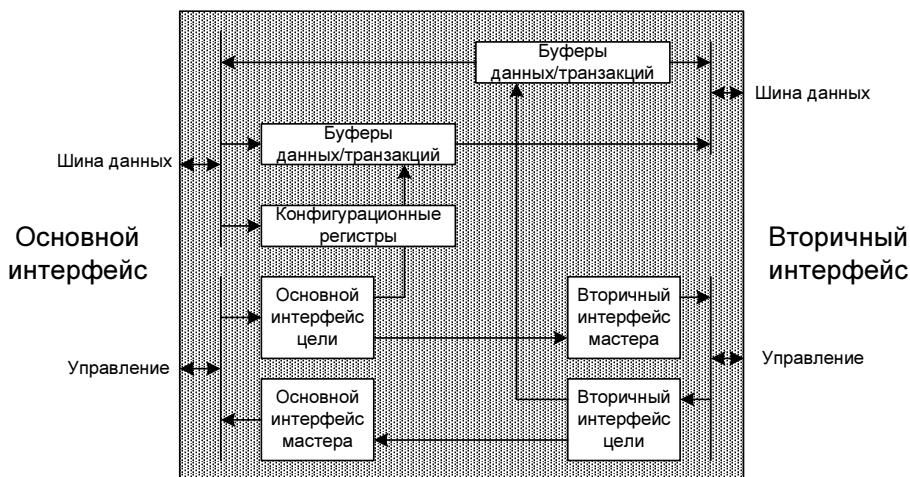 Буферы
данных/транзакций
Шина данных
Буферы
данных/транзакций
Шина данных
Конфигурационные
регистры
Основной
интерфейс
Вторичный
интерфейс
Основной
интерфейс
цели
Вторичный
интерфейс
мастера
Управление
Управление
Основной
интерфейс
мастера
Вторичный
интерфейс
цели